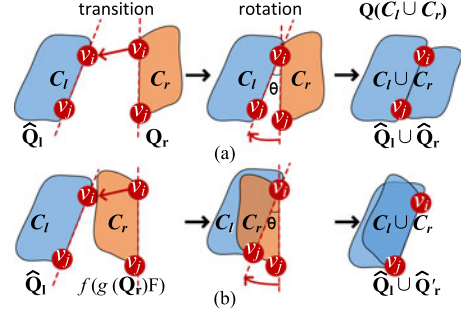 transition rotation Q(C_l ∪ C_r)
v_i v_i v_i θ v_i
C_l C_r C_l C_r C_l ∪ C_r
v_j v_j v_j v_j v_j
Q̂_l Q_r Q̂_l ∪ Q̂_r
(a)
v_i v_i v_i v_i
C_l C_r C_l C_r θ C_l ∪ C_r
v_j v_j v_j v_j v_j
Q̂_l f(g (Q_r)F) Q̂_l ∪ Q̂'_r
(b)